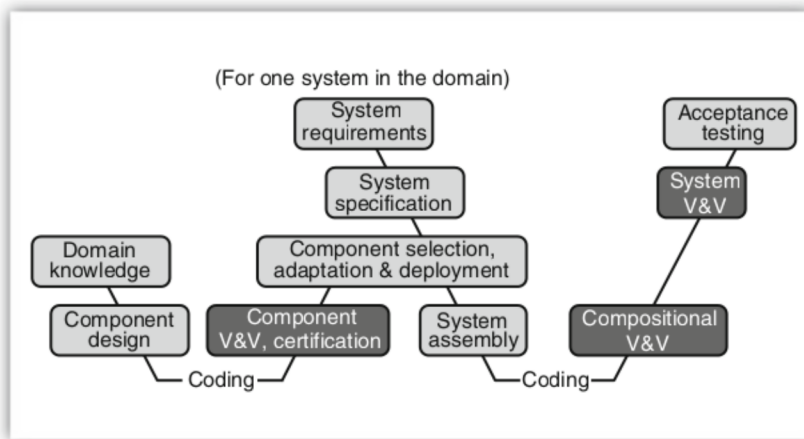 (For one system in the domain)
System
requirements
Acceptance
testing
System
specification
System
V&V
Domain
knowledge
Component selection,
adaptation & deployment
Component
design
Component
V&V, certification
System
assembly
Compositional
V&V
Coding
Coding